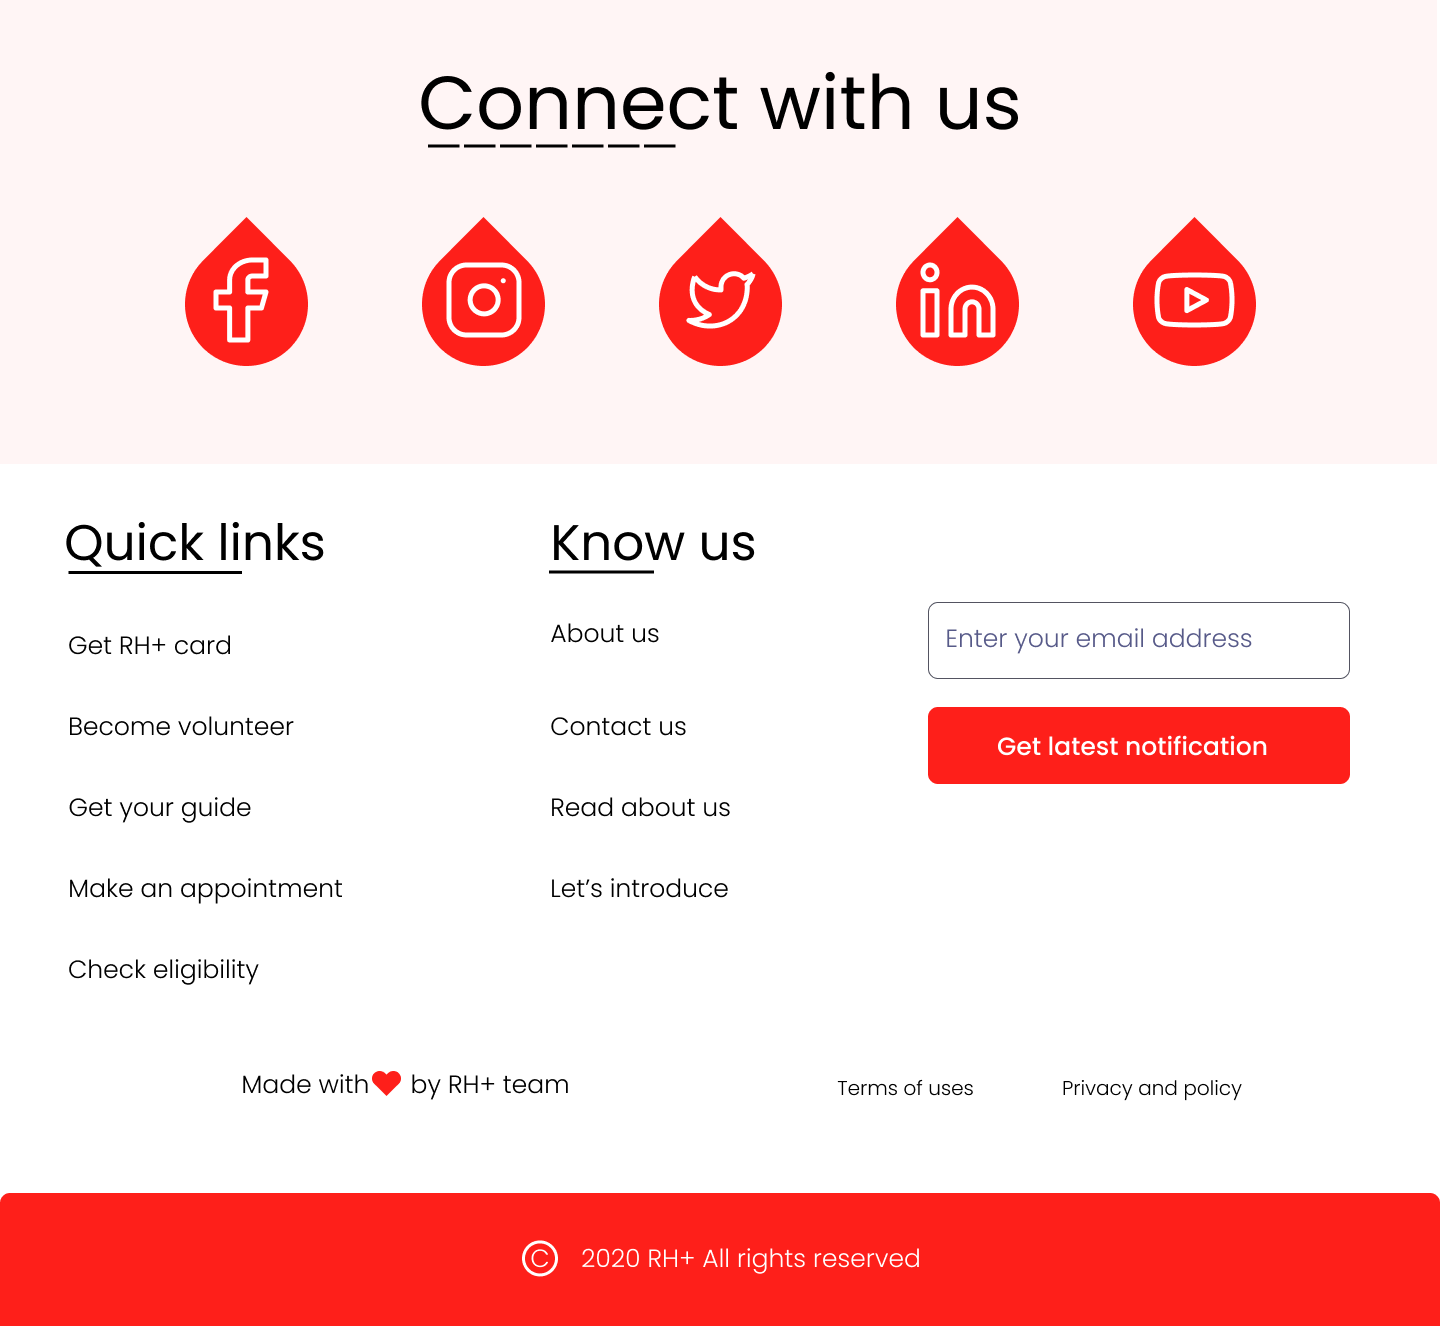 Connect with us
Quick links
Get RH+ card
Become volunteer
Get your guide
Make an appointment
Check eligibility
Know us
About us
Contact us
Read about us
Let’s introduce
Enter your email address
Get latest notification
Made with ❤ by RH+ team
Terms of uses
Privacy and policy
© 2020 RH+ All rights reserved